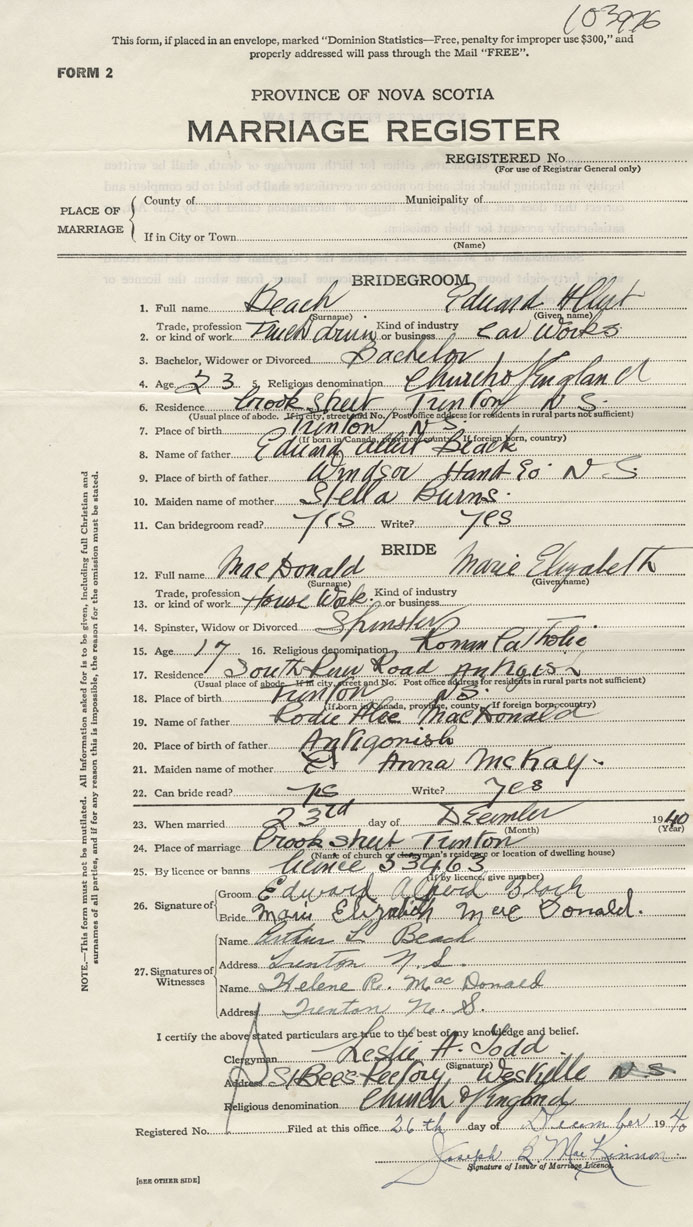 103976
This form, if placed in an envelope, marked "Dominion Statistics—Free, penalty for improper use $300," and
properly addressed will pass through the Mail "FREE".
FORM 2
PROVINCE OF NOVA SCOTIA
MARRIAGE REGISTER
REGISTERED No.
(For use of Registrar General only)
PLACE OF MARRIAGE
County of Municipality of
If in City or Town
(Name)
BRIDEGROOM
1. Full name Beach Edward
(Surname) (Given name)
2. Trade, profession or kind of work Kind of industry or business Car Works
3. Bachelor, Widower or Divorced Bachelor
4. Age 23 5. Religious denomination Church of England
6. Residence Brook Street Trenton N S.
(Usual place of abode. If in city, street and No. Post office address for residents in rural parts not sufficient)
7. Place of birth Trenton N S.
(If born in Canada, province, county. If foreign born, country)
8. Name of father Edward Beach
9. Place of birth of father Windsor Hants Co. N S
10. Maiden name of mother Stella Burns.
11. Can bridegroom read? yes Write? yes
BRIDE
12. Full name MacDonald Marie Elizabeth
(Surname) (Given name)
13. Trade, profession or kind of work House Work. Kind of industry or business
14. Spinster, Widow or Divorced Spinster
15. Age 17 16. Religious denomination Roman Catholic
17. Residence South River Road
(Usual place of abode. If in city, street and No. Post office address for residents in rural parts not sufficient)
18. Place of birth Trenton NS.
(If born in Canada, province, county. If foreign born, country)
19. Name of father Rodie MacDonald
20. Place of birth of father Antigonish
21. Maiden name of mother Anna McKay.
22. Can bride read? yes Write? yes
23. When married 23rd day of December 1940
(Month) (Year)
24. Place of marriage Brook Street Trenton
(Name of church or clergyman's residence or location of dwelling house)
25. By licence or banns licence 53963
(If by licence, give number)
26. Signature of
Groom Edward Beach
Bride Marie Elizabeth MacDonald.
27. Signatures of Witnesses
Name Arthur L. Beach
Address Trenton N.S.
Name Helene R. MacDonald
Address Trenton N.S.
I certify the above stated particulars are true to the best of my knowledge and belief.
Clergyman Leslie A. Todd.
(Signature)
Address St Bees Rectory, Westville N S
Religious denomination Church of England
Registered No. Filed at this office 26th day of December 1940
Joseph MacKinnon
Signature of Issuer of Marriage Licence.
[SEE OTHER SIDE]
NOTE.—This form must not be mutilated. All information asked for is to be given, including full Christian and
surnames of all parties, and if for any reason this is impossible, the reason for the omission must be stated.